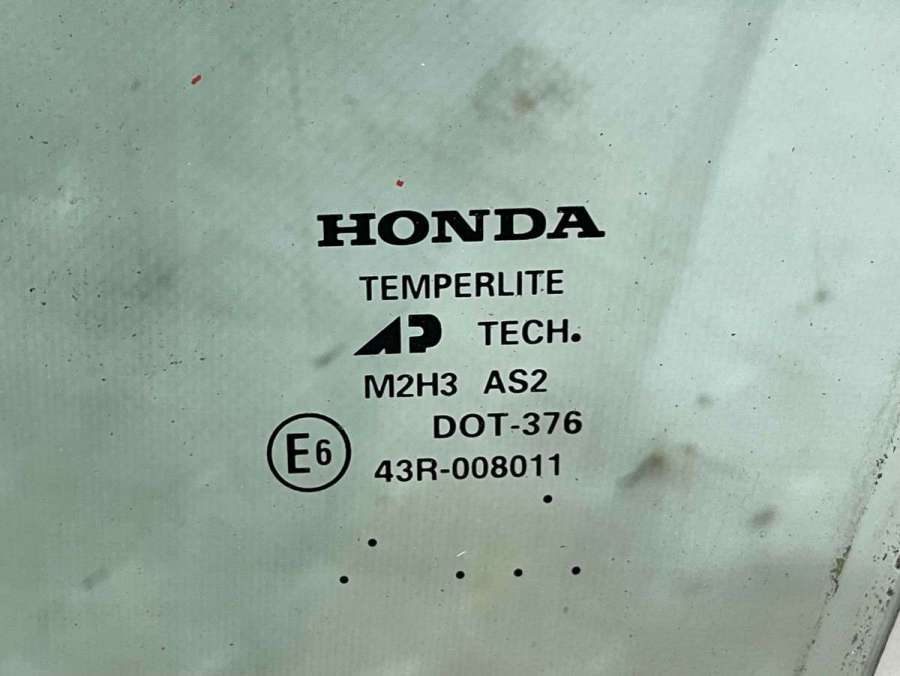 HONDA
TEMPERLITE
AP TECH.
M2H3 AS2
DOT-376
E6 43R-008011